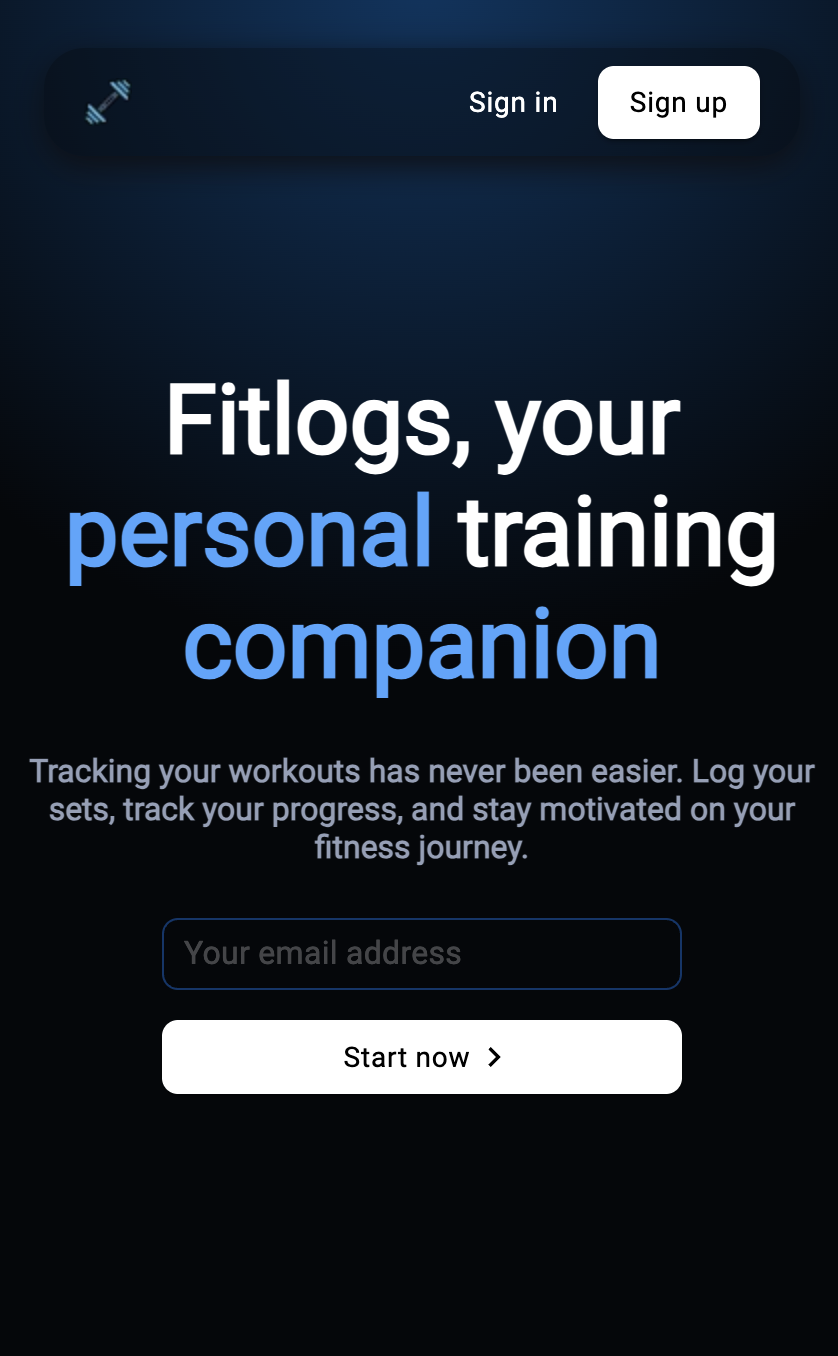 Sign in
Sign up
Fitlogs, your
personal training
companion
Tracking your workouts has never been easier. Log your
sets, track your progress, and stay motivated on your
fitness journey.
Your email address
Start now